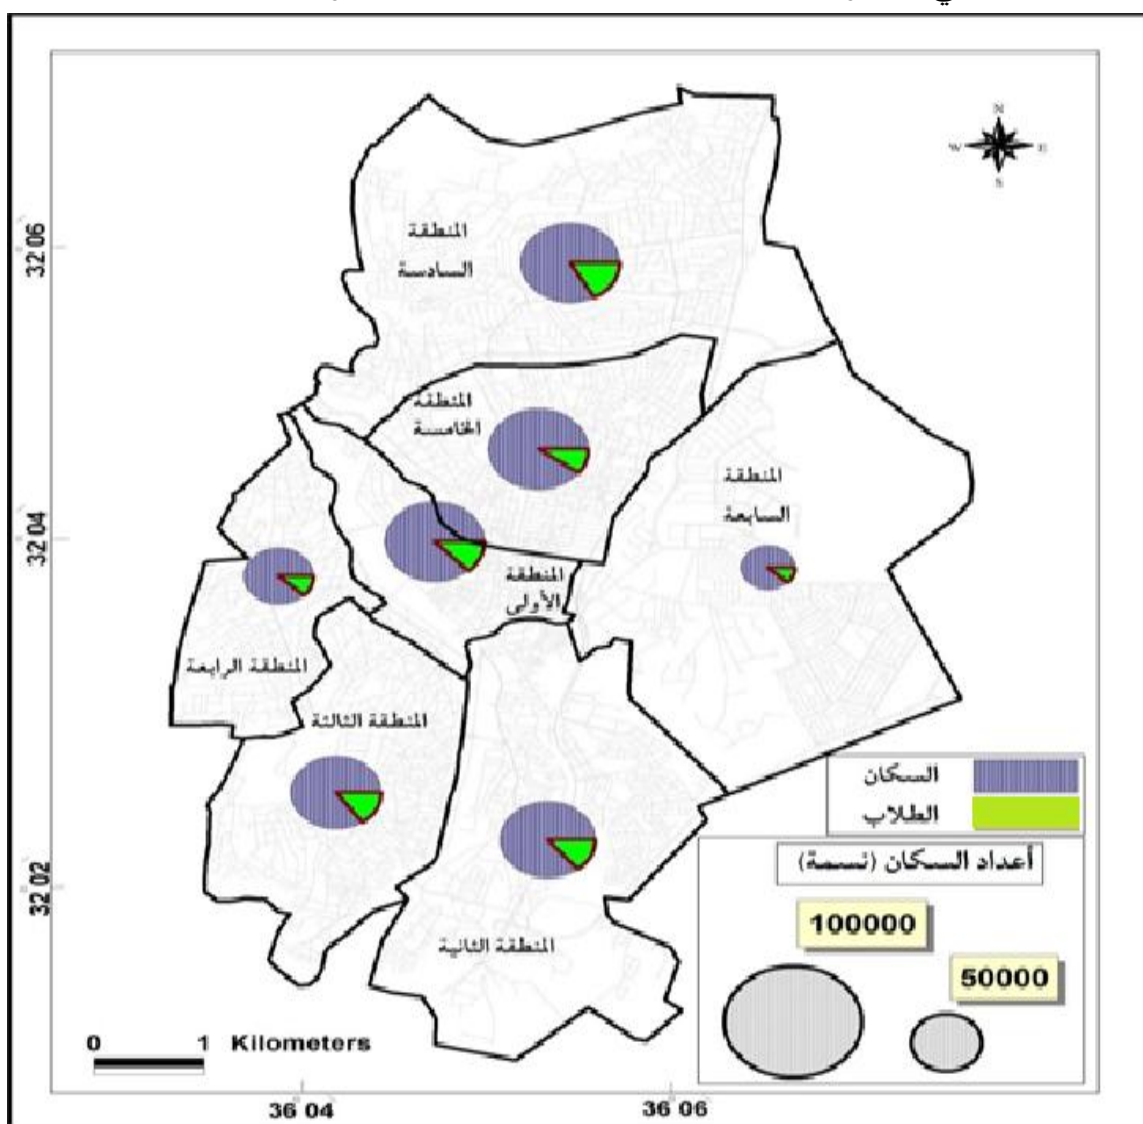 N
W
E
S
المنطقة
السادسة
32 06
المنطقة
الخامسة
المنطقة
السابعة
32 04
المنطقة
الأولى
المنطقة الرابعة
المنطقة الثالثة
السكان
الطلاب
أعداد السكان (نسمة)
32 02
100000
المنطقة الثانية
50000
0 1 Kilometers
36 04
36 06